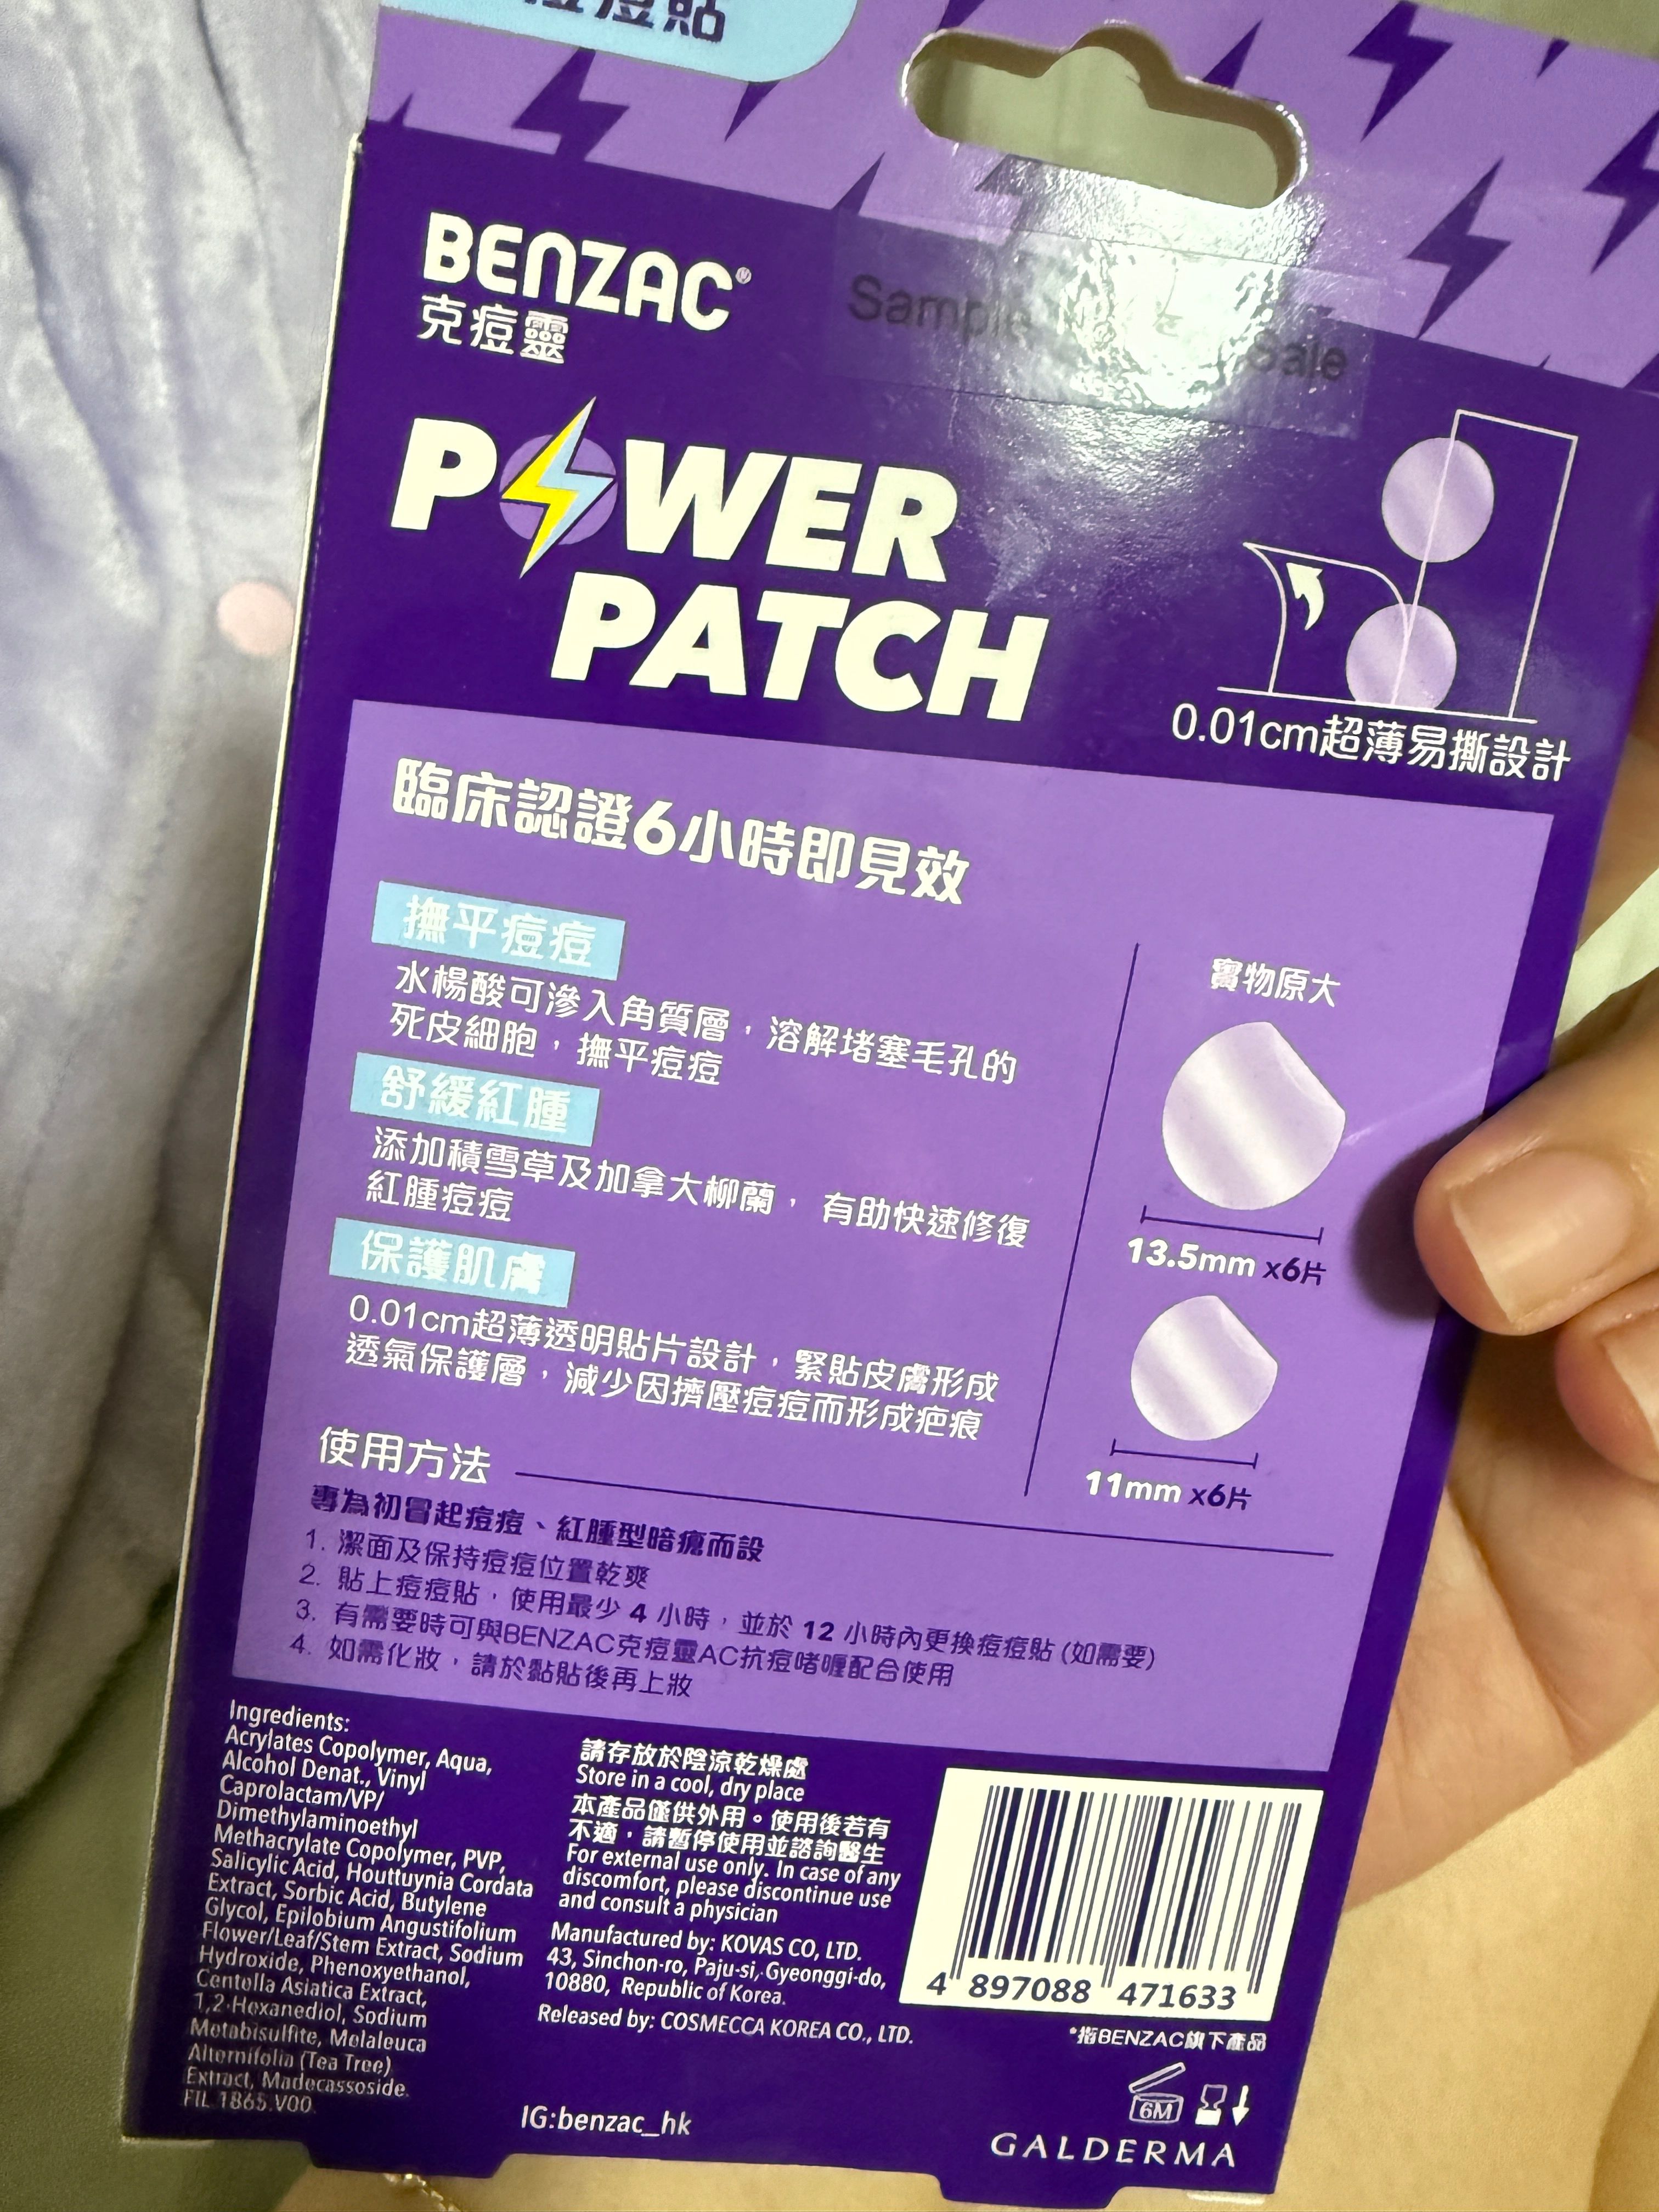 痘貼
BENZAC®
克痘靈
Sample
Sale
POWER
PATCH
0.01cm超薄易撕設計
臨床認證6小時即見效
撫平痘痘
水楊酸可滲入角質層，溶解堵塞毛孔的
死皮細胞，撫平痘痘
舒緩紅腫
添加積雪草及加拿大柳蘭，有助快速修復
紅腫痘痘
保護肌膚
0.01cm超薄透明貼片設計，緊貼皮膚形成
透氣保護層，減少因擠壓痘痘而形成疤痕
實物原大
13.5mm x6片
11mm x6片
使用方法
專為初冒起痘痘、紅腫型暗瘡而設
1. 潔面及保持痘痘位置乾爽
2. 貼上痘痘貼，使用最少 4 小時，並於 12 小時內更換痘痘貼 (如需要)
3. 有需要時可與BENZAC克痘靈AC抗痘啫喱配合使用
4. 如需化妝，請於黏貼後再上妝
Ingredients:
Acrylates Copolymer, Aqua,
Alcohol Denat., Vinyl
Caprolactam/VP/
Dimethylaminoethyl
Methacrylate Copolymer, PVP,
Salicylic Acid, Houttuynia Cordata
Extract, Sorbic Acid, Butylene
Glycol, Epilobium Angustifolium
Flower/Leaf/Stem Extract, Sodium
Hydroxide, Phenoxyethanol,
Centella Asiatica Extract,
1,2-Hexanediol, Sodium
Metabisulfite, Melaleuca
Alternifolia (Tea Tree)
Extract, Madecassoside.
FIL.1865.V00.
請存放於陰涼乾燥處
Store in a cool, dry place
本產品僅供外用。使用後若有
不適，請暫停使用並諮詢醫生
For external use only. In case of any
discomfort, please discontinue use
and consult a physician
Manufactured by: KOVAS CO, LTD.
43, Sinchon-ro, Paju-si, Gyeonggi-do,
10880, Republic of Korea.
Released by: COSMECCA KOREA CO., LTD.
IG:benzac_hk
4 897088 471633
*指BENZAC旗下產品
6M
GALDERMA